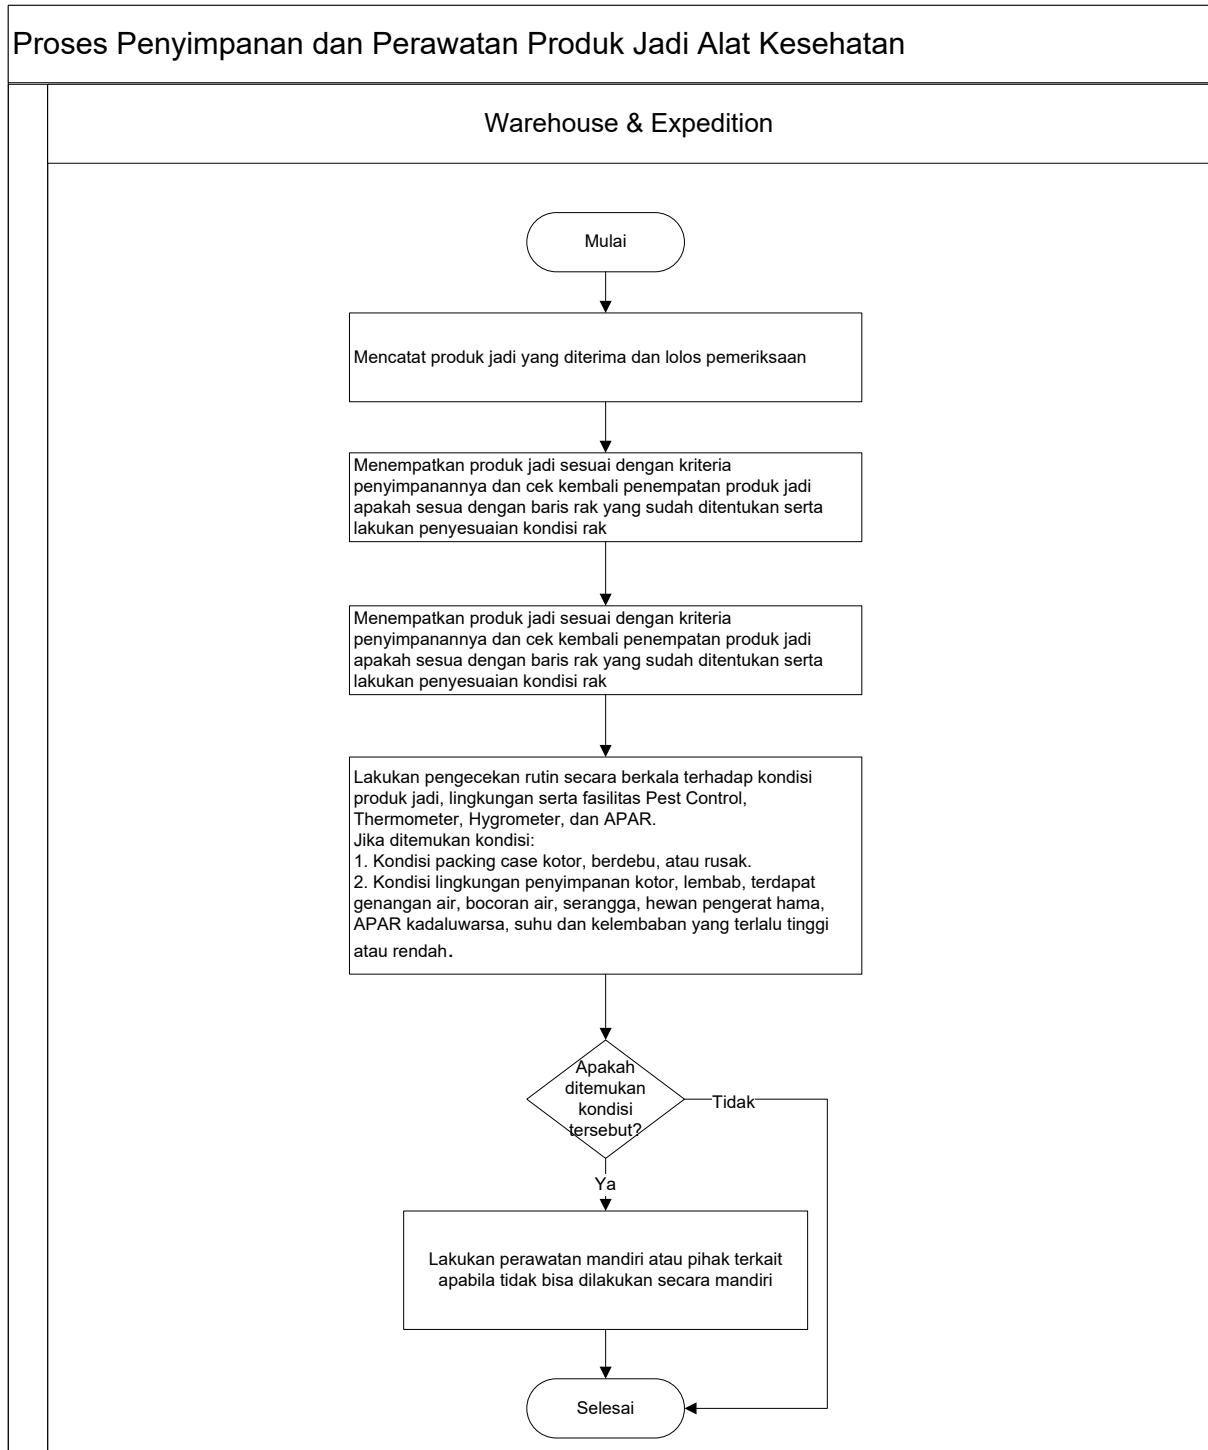 Proses Penyimpanan dan Perawatan Produk Jadi Alat Kesehatan
Warehouse & Expedition
Mulai
Mencatat produk jadi yang diterima dan lolos pemeriksaan
Menempatkan produk jadi sesuai dengan kriteria
penyimpanannya dan cek kembali penempatan produk jadi
apakah sesua dengan baris rak yang sudah ditentukan serta
lakukan penyesuaian kondisi rak
Menempatkan produk jadi sesuai dengan kriteria
penyimpanannya dan cek kembali penempatan produk jadi
apakah sesua dengan baris rak yang sudah ditentukan serta
lakukan penyesuaian kondisi rak
Lakukan pengecekan rutin secara berkala terhadap kondisi
produk jadi, lingkungan serta fasilitas Pest Control,
Thermometer, Hygrometer, dan APAR.
Jika ditemukan kondisi:
1. Kondisi packing case kotor, berdebu, atau rusak.
2. Kondisi lingkungan penyimpanan kotor, lembab, terdapat
genangan air, bocoran air, serangga, hewan pengerat hama,
APAR kadaluwarsa, suhu dan kelembaban yang terlalu tinggi
atau rendah.
Apakah
ditemukan
kondisi
tersebut?
Tidak
Ya
Lakukan perawatan mandiri atau pihak terkait
apabila tidak bisa dilakukan secara mandiri
Selesai